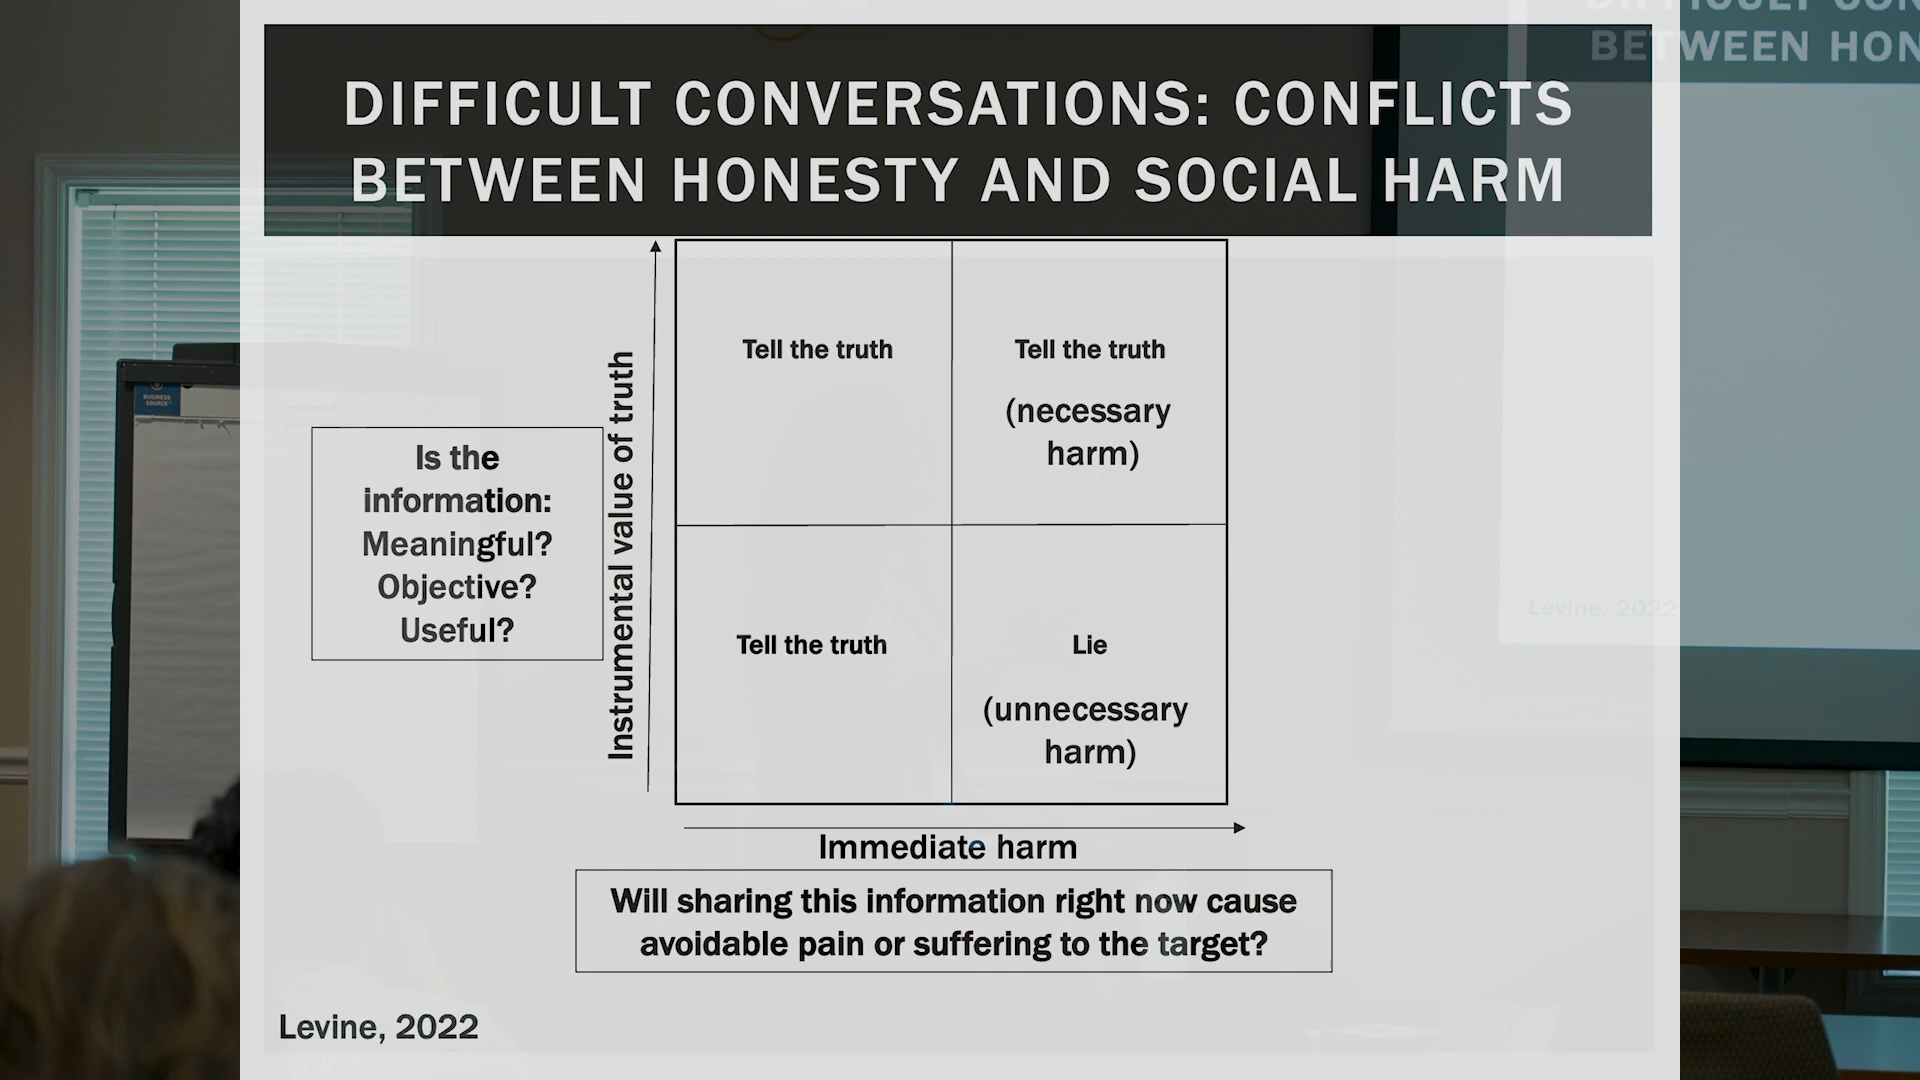 DIFFICULT CONVERSATIONS: CONFLICTS
BETWEEN HONESTY AND SOCIAL HARM
BETWEEN HON
Instrumental value of truth
Is the
information:
Meaningful?
Objective?
Useful?
Tell the truth
Tell the truth
(necessary
harm)
Tell the truth
Lie
(unnecessary
harm)
Immediate harm
Will sharing this information right now cause
avoidable pain or suffering to the target?
Levine, 2022
Levine, 2022
BUSINESS
SOURCE